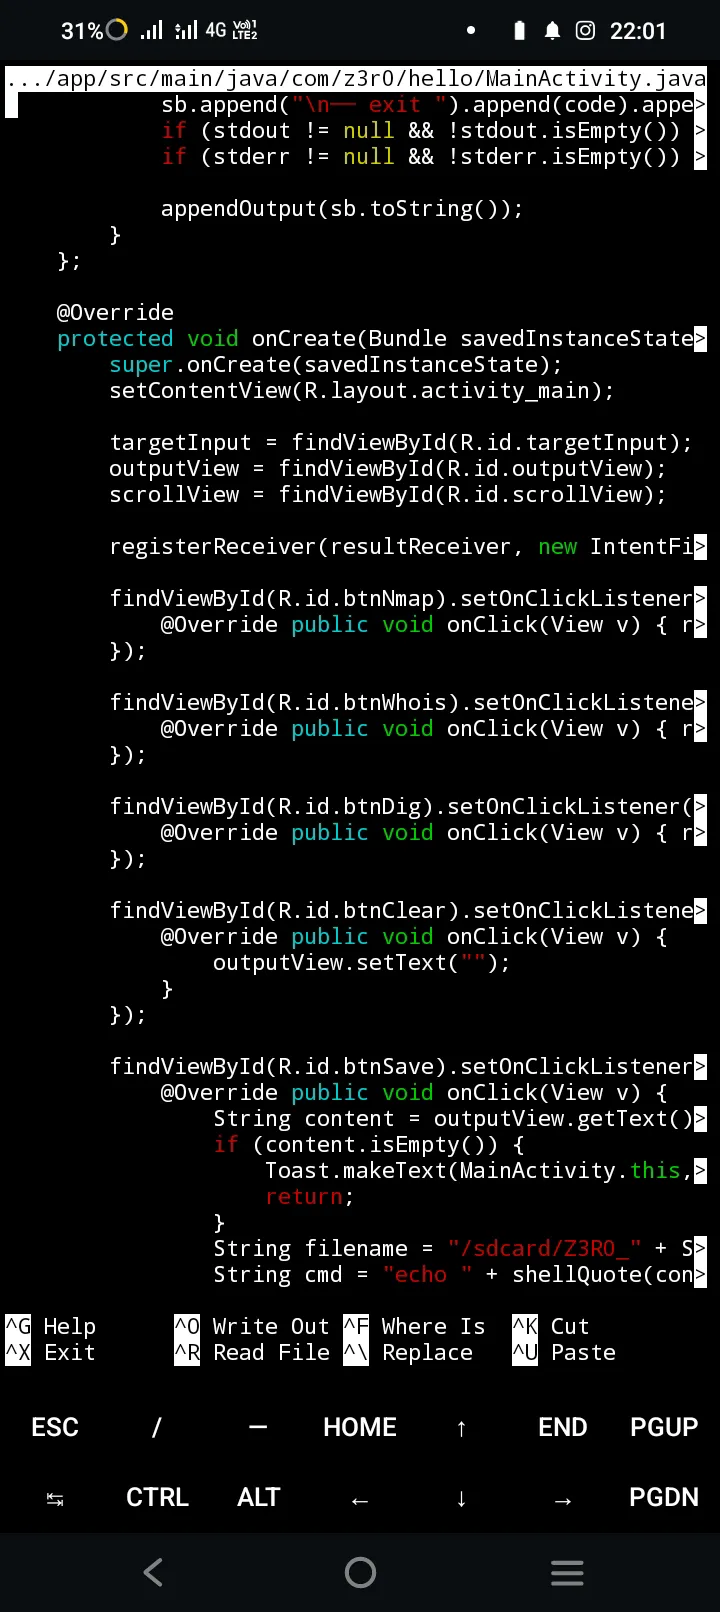 31% 4G Vo))1 LTE2 22:01
.../app/src/main/java/com/z3r0/hello/MainActivity.java
sb.append("\n── exit ").append(code).appe>
if (stdout != null && !stdout.isEmpty()) >
if (stderr != null && !stderr.isEmpty()) >
appendOutput(sb.toString());
}
};
@Override
protected void onCreate(Bundle savedInstanceState>
super.onCreate(savedInstanceState);
setContentView(R.layout.activity_main);
targetInput = findViewById(R.id.targetInput);
outputView = findViewById(R.id.outputView);
scrollView = findViewById(R.id.scrollView);
registerReceiver(resultReceiver, new IntentFi>
findViewById(R.id.btnNmap).setOnClickListener>
@Override public void onClick(View v) { r>
});
findViewById(R.id.btnWhois).setOnClickListene>
@Override public void onClick(View v) { r>
});
findViewById(R.id.btnDig).setOnClickListener(>
@Override public void onClick(View v) { r>
});
findViewById(R.id.btnClear).setOnClickListene>
@Override public void onClick(View v) {
outputView.setText("");
}
});
findViewById(R.id.btnSave).setOnClickListener>
@Override public void onClick(View v) {
String content = outputView.getText()>
if (content.isEmpty()) {
Toast.makeText(MainActivity.this,>
return;
}
String filename = "/sdcard/Z3R0_" + S>
String cmd = "echo " + shellQuote(con>
^G Help ^O Write Out ^F Where Is ^K Cut
^X Exit ^R Read File ^\ Replace ^U Paste
ESC / — HOME ↑ END PGUP
↹ CTRL ALT ← ↓ → PGDN